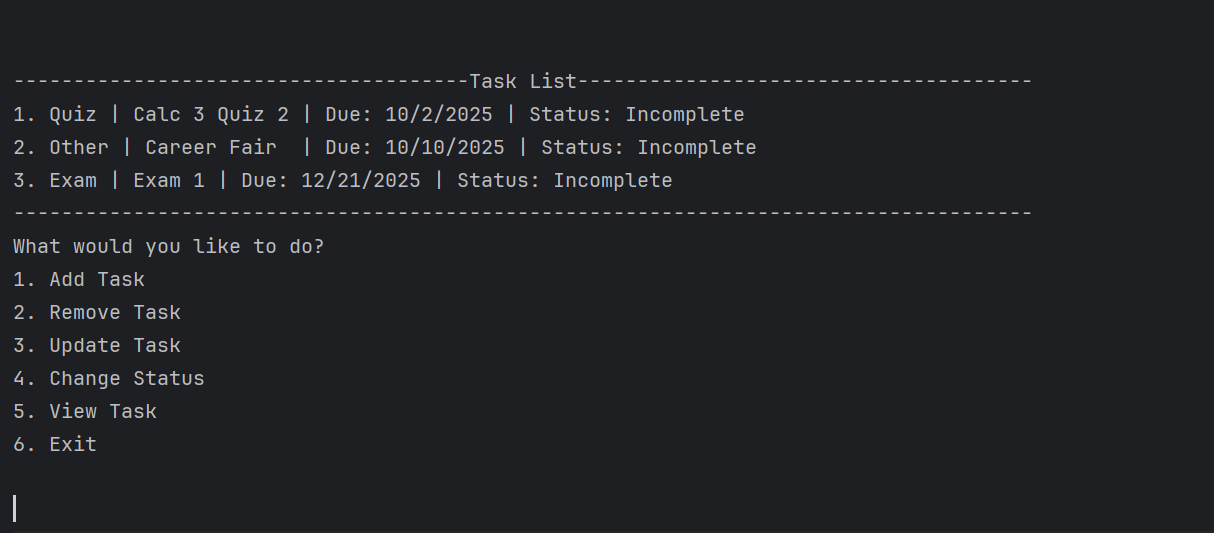 --------------------------------------Task List--------------------------------------
1. Quiz | Calc 3 Quiz 2 | Due: 10/2/2025 | Status: Incomplete
2. Other | Career Fair  | Due: 10/10/2025 | Status: Incomplete
3. Exam | Exam 1 | Due: 12/21/2025 | Status: Incomplete
-------------------------------------------------------------------------------------
What would you like to do?
1. Add Task
2. Remove Task
3. Update Task
4. Change Status
5. View Task
6. Exit